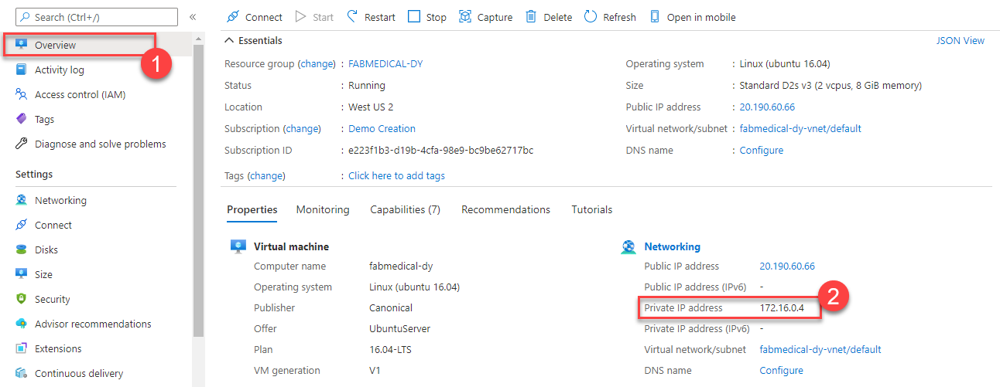 Search (Ctrl+/)
«
Connect Start Restart Stop Capture Delete Refresh Open in mobile
Overview
1
Activity log
Access control (IAM)
Tags
Diagnose and solve problems
Settings
Networking
Connect
Disks
Size
Security
Advisor recommendations
Extensions
Continuous delivery
Essentials
JSON View
Resource group (change) : FABMEDICAL-DY
Status : Running
Location : West US 2
Subscription (change) : Demo Creation
Subscription ID : e223f1b3-d19b-4cfa-98e9-bc9be62717bc
Tags (change) : Click here to add tags
Operating system : Linux (ubuntu 16.04)
Size : Standard D2s v3 (2 vcpus, 8 GiB memory)
Public IP address : 20.190.60.66
Virtual network/subnet : fabmedical-dy-vnet/default
DNS name : Configure
Properties Monitoring Capabilities (7) Recommendations Tutorials
Virtual machine
Computer name fabmedical-dy
Operating system Linux (ubuntu 16.04)
Publisher Canonical
Offer UbuntuServer
Plan 16.04-LTS
VM generation V1
Networking
Public IP address 20.190.60.66
Public IP address (IPv6) -
Private IP address 172.16.0.4
2
Private IP address (IPv6) -
Virtual network/subnet fabmedical-dy-vnet/default
DNS name Configure